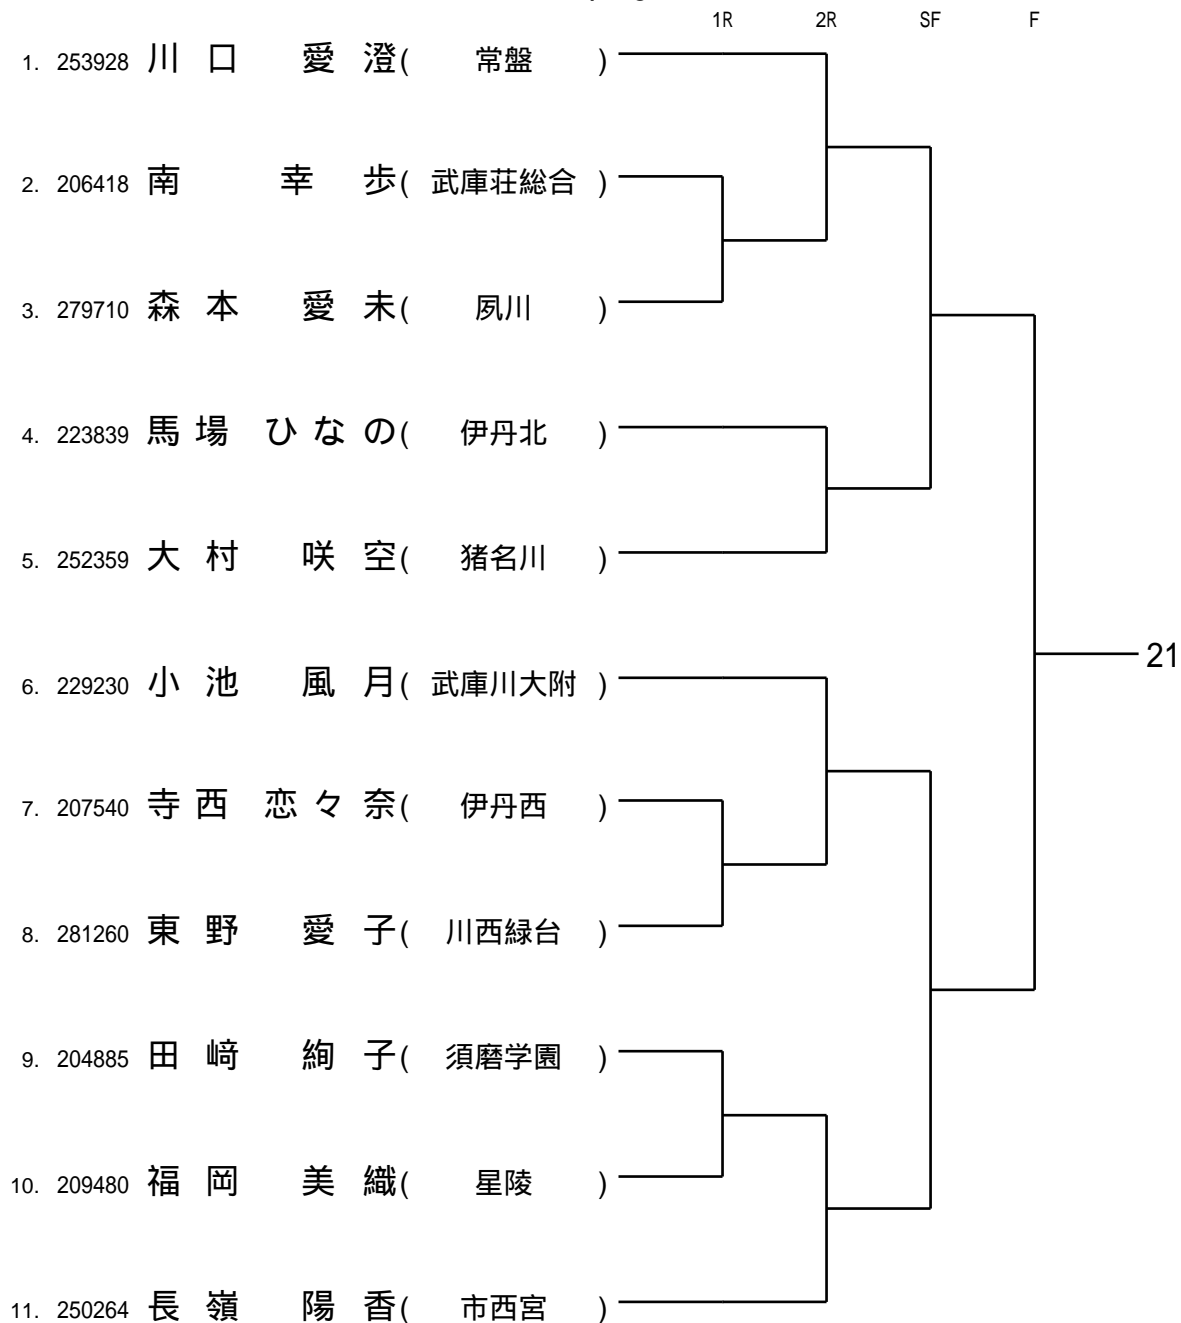 1R 2R SF F
1. 253928 川口 愛澄( 常盤 )
2. 206418 南 幸歩( 武庫荘総合 )
3. 279710 森本 愛未( 夙川 )
4. 223839 馬場 ひなの( 伊丹北 )
5. 252359 大村 咲空( 猪名川 )
21
6. 229230 小池 風月( 武庫川大附 )
7. 207540 寺西 恋々奈( 伊丹西 )
8. 281260 東野 愛子( 川西緑台 )
9. 204885 田﨑 絢子( 須磨学園 )
10. 209480 福岡 美織( 星陵 )
11. 250264 長嶺 陽香( 市西宮 )